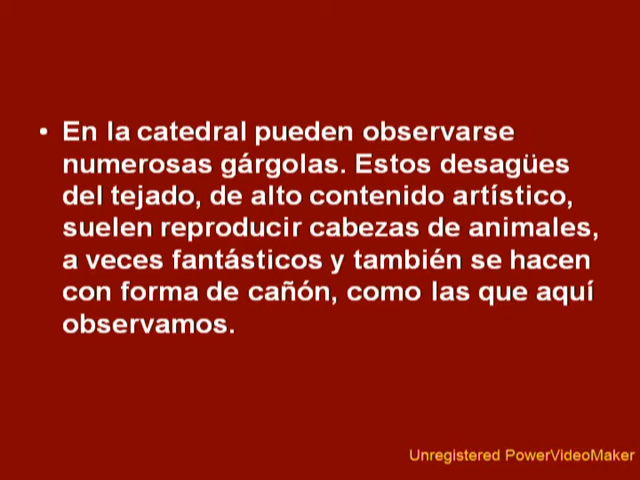 • En la catedral pueden observarse
numerosas gárgolas. Estos desagües
del tejado, de alto contenido artístico,
suelen reproducir cabezas de animales,
a veces fantásticos y también se hacen
con forma de cañón, como las que aquí
observamos.
Unregistered PowerVideoMaker